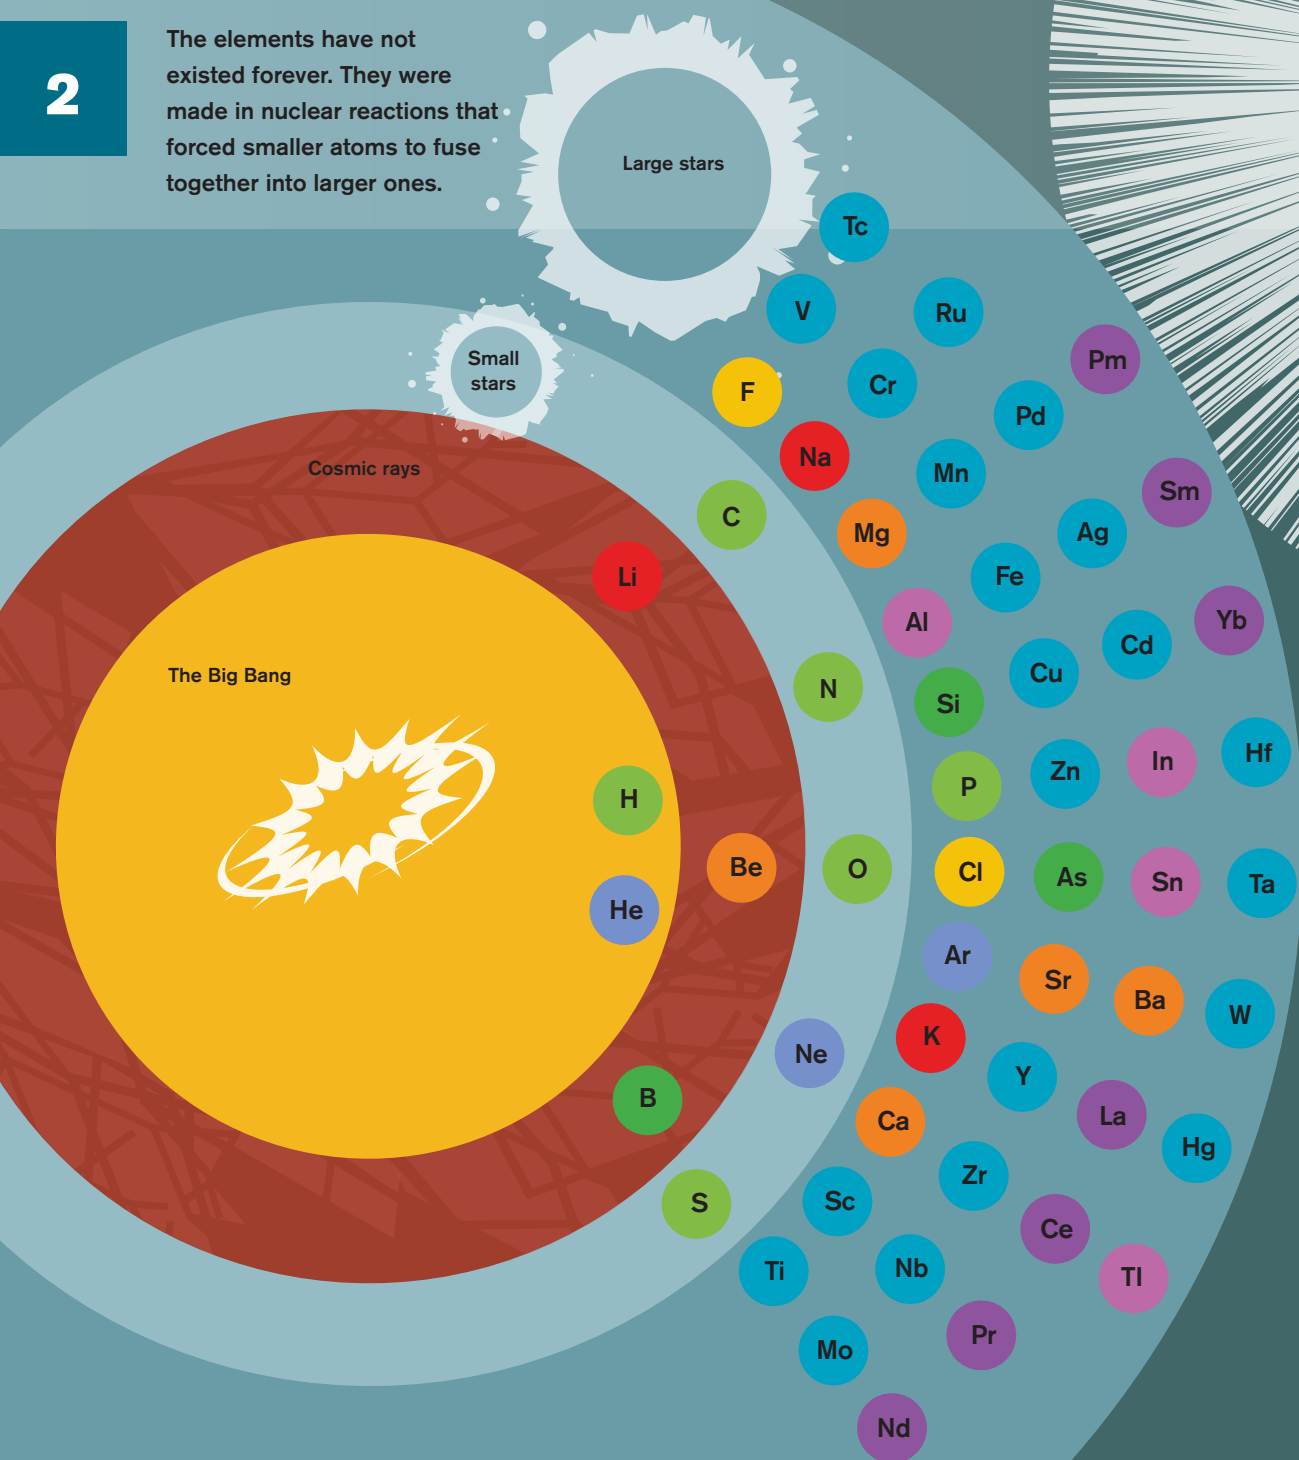 2
The elements have not
existed forever. They were
made in nuclear reactions that
forced smaller atoms to fuse
together into larger ones.
Large stars
Small
stars
Cosmic rays
The Big Bang
Tc
V
Ru
F
Cr
Pm
Na
Mn
Pd
C
Mg
Ag
Sm
Li
Al
Fe
Cd
Yb
N
Si
Cu
H
P
Zn
In
Hf
He
Be
O
Cl
As
Sn
Ta
Ar
Sr
Ba
W
Ne
K
Y
La
Hg
B
Ca
Zr
Ce
Tl
S
Sc
Ti
Nb
Pr
Mo
Nd